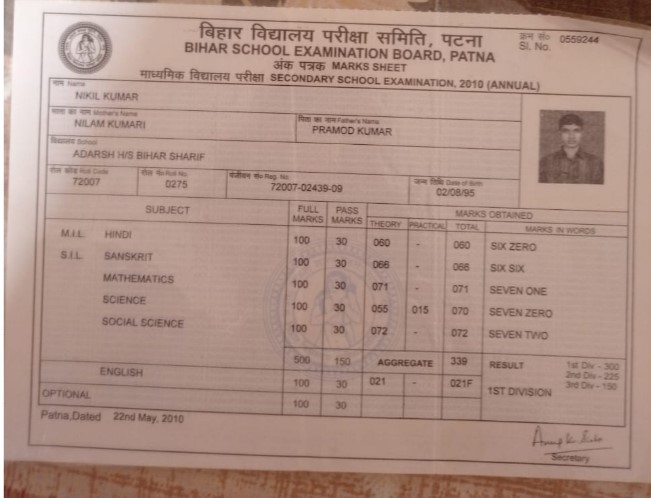 बिहार विद्यालय परीक्षा समिति, पटना
क्रम सं० 0559244
BIHAR SCHOOL EXAMINATION BOARD, PATNA
Sl. No.
अंक पत्रक MARKS SHEET
माध्यमिक विद्यालय परीक्षा SECONDARY SCHOOL EXAMINATION, 2010 (ANNUAL)
नाम Name
NIKIL KUMAR
माता का नाम Mother's Name
NILAM KUMARI
पिता का नाम Father's Name
PRAMOD KUMAR
विद्यालय School
ADARSH H/S BIHAR SHARIF
रौल कोड Roll Code
72007
रौल नं० Roll No.
0275
पंजीयन सं० Reg. No.
72007-02439-09
जन्म तिथि Date of Birth
02/08/95
SUBJECT FULL MARKS PASS MARKS MARKS OBTAINED
THEORY PRACTICAL TOTAL MARKS IN WORDS
M.I.L. HINDI 100 30 060 - 060 SIX ZERO
S.I.L. SANSKRIT 100 30 066 - 066 SIX SIX
MATHEMATICS 100 30 071 - 071 SEVEN ONE
SCIENCE 100 30 055 015 070 SEVEN ZERO
SOCIAL SCIENCE 100 30 072 - 072 SEVEN TWO
500 150 AGGREGATE 339 RESULT 1st Div - 300
2nd Div - 225
3rd Div - 150
ENGLISH 100 30 021 - 021F 1ST DIVISION
OPTIONAL 100 30
Patna,Dated 22nd May, 2010
Secretary